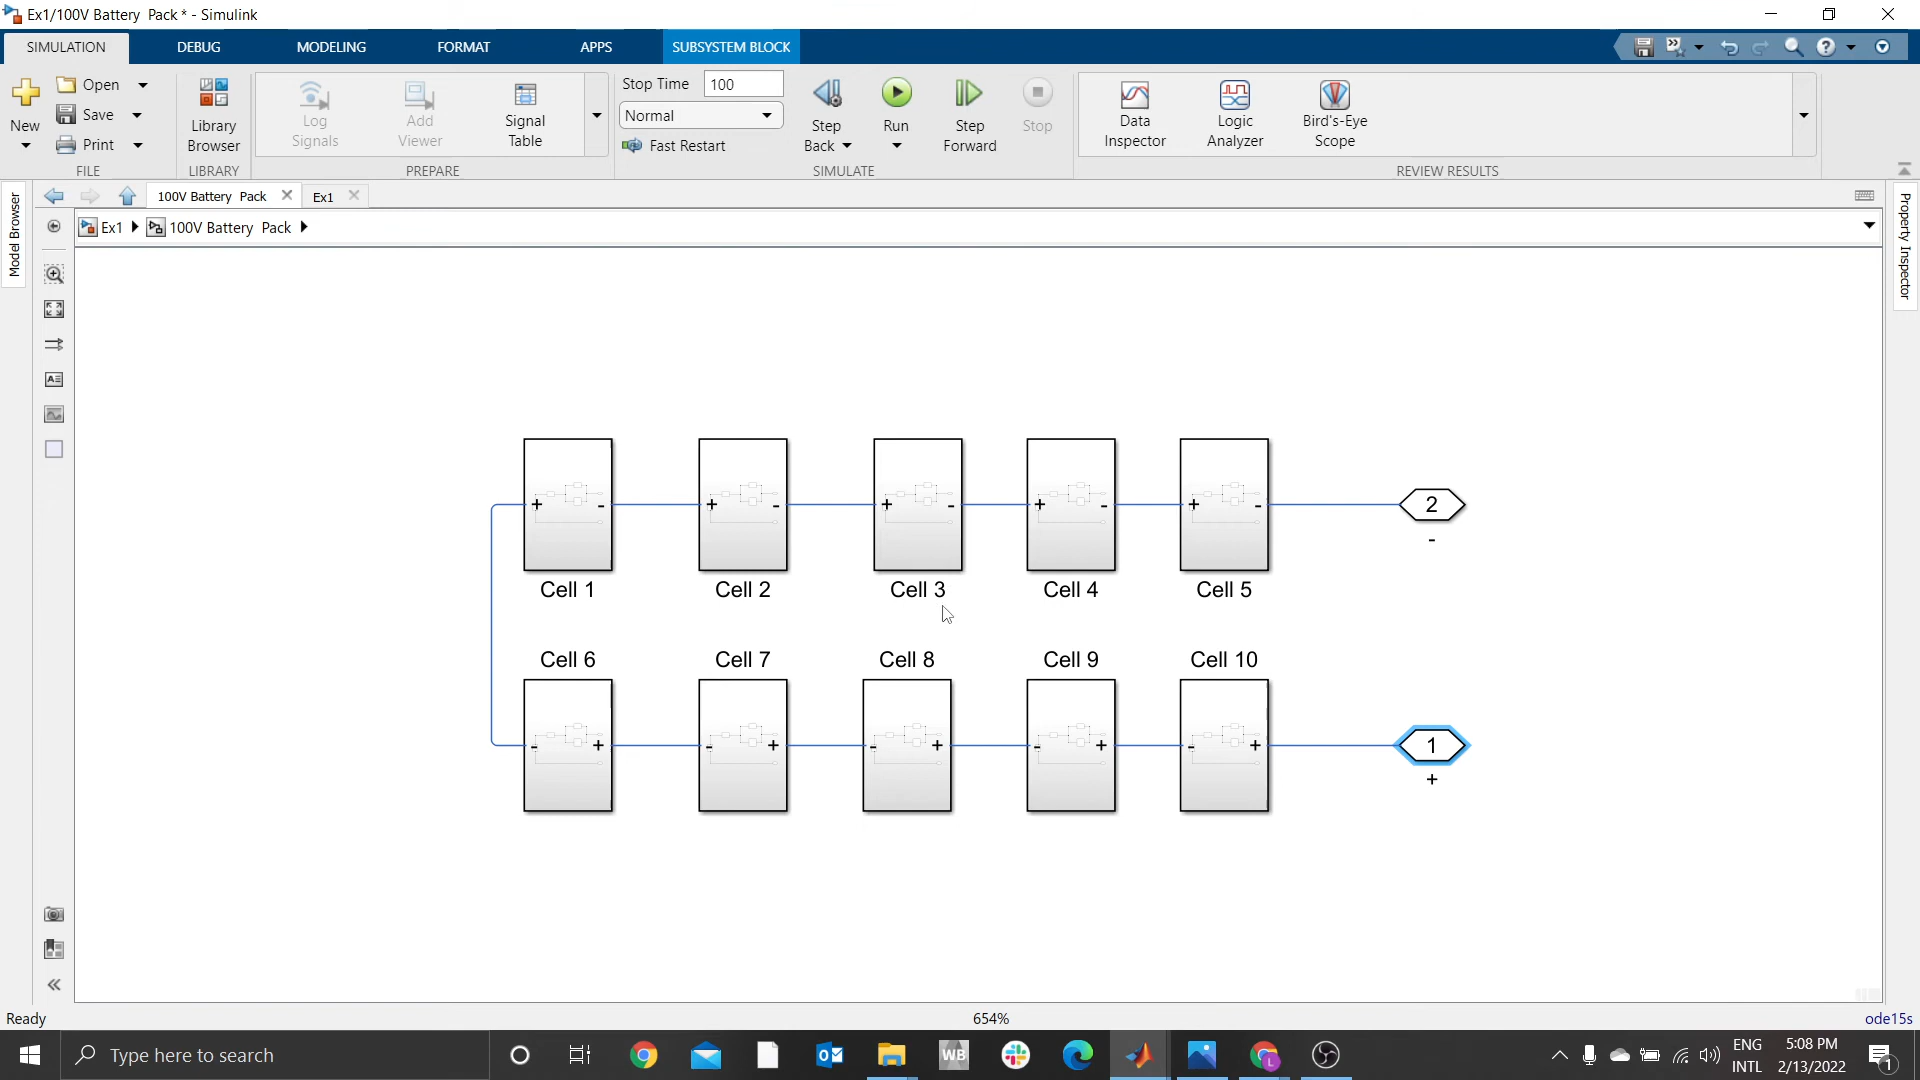 Ex1/100V Battery Pack * - Simulink
SIMULATION DEBUG MODELING FORMAT APPS SUBSYSTEM BLOCK
New
Open
Save
Print
FILE
Library
Browser
LIBRARY
Log
Signals
Add
Viewer
Signal
Table
PREPARE
Stop Time 100
Normal
Fast Restart
Step
Back
Run
Step
Forward
Stop
SIMULATE
Data
Inspector
Logic
Analyzer
Bird's-Eye
Scope
REVIEW RESULTS
Model Browser
100V Battery Pack
Ex1
Ex1 100V Battery Pack
Property Inspector
+ - + - + - + - + -
2
-
Cell 1 Cell 2 Cell 3 Cell 4 Cell 5
Cell 6 Cell 7 Cell 8 Cell 9 Cell 10
- + - + - + - + - +
1
+
Ready 654% ode15s
Type here to search
WB
ENG
INTL
5:08 PM
2/13/2022
1